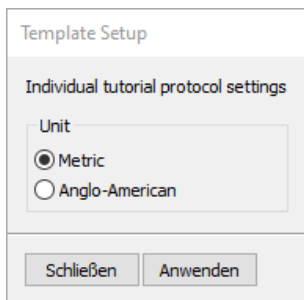 Template Setup
Individual tutorial protocol settings
Unit
Metric
Anglo-American
Schließen Anwenden